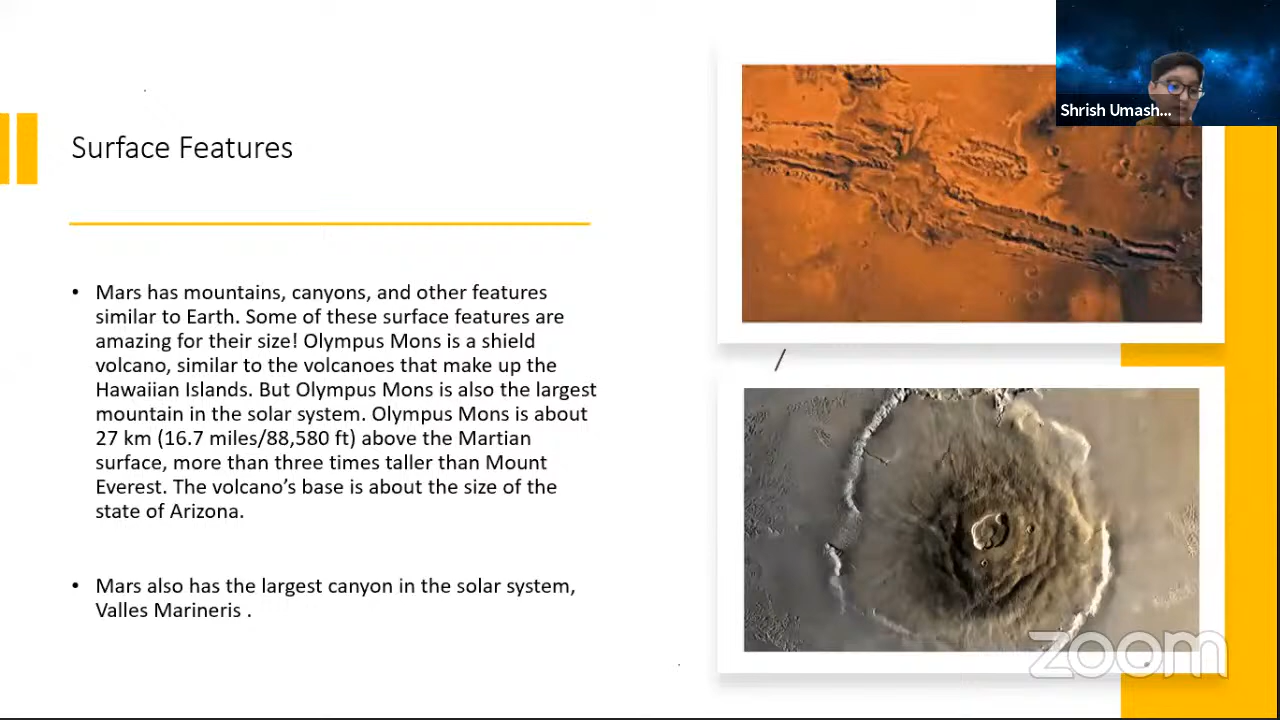 Shrish Umash...
Surface Features
• Mars has mountains, canyons, and other features
similar to Earth. Some of these surface features are
amazing for their size! Olympus Mons is a shield
volcano, similar to the volcanoes that make up the
Hawaiian Islands. But Olympus Mons is also the largest
mountain in the solar system. Olympus Mons is about
27 km (16.7 miles/88,580 ft) above the Martian
surface, more than three times taller than Mount
Everest. The volcano’s base is about the size of the
state of Arizona.
• Mars also has the largest canyon in the solar system,
Valles Marineris .
zoom